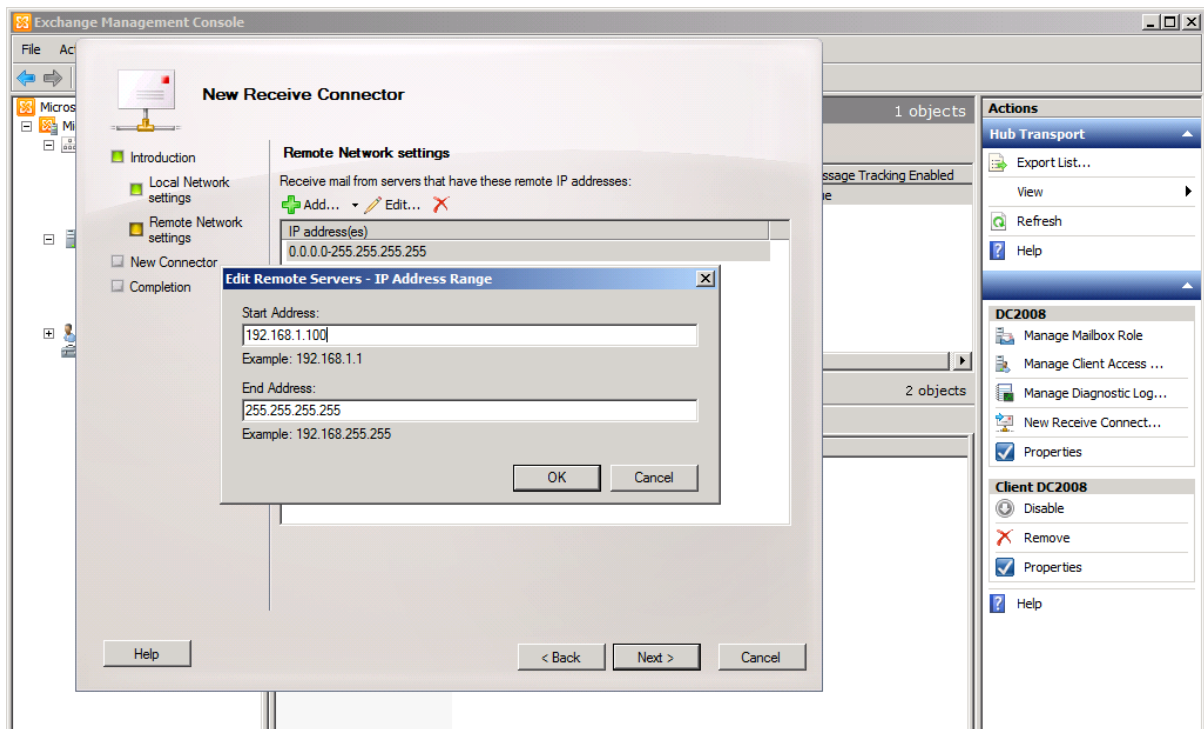 Exchange Management Console
File Ac
Micros
Mi
New Receive Connector
Introduction
Local Network
settings
Remote Network
settings
New Connector
Completion
Remote Network settings
Receive mail from servers that have these remote IP addresses:
Add... Edit...
IP address(es)
0.0.0.0-255.255.255.255
Edit Remote Servers - IP Address Range
Start Address:
192.168.1.100
Example: 192.168.1.1
End Address:
255.255.255.255
Example: 192.168.255.255
OK Cancel
Help < Back Next > Cancel
1 objects
ssage Tracking Enabled
ue
2 objects
Actions
Hub Transport
Export List...
View
Refresh
Help
DC2008
Manage Mailbox Role
Manage Client Access ...
Manage Diagnostic Log...
New Receive Connect...
Properties
Client DC2008
Disable
Remove
Properties
Help